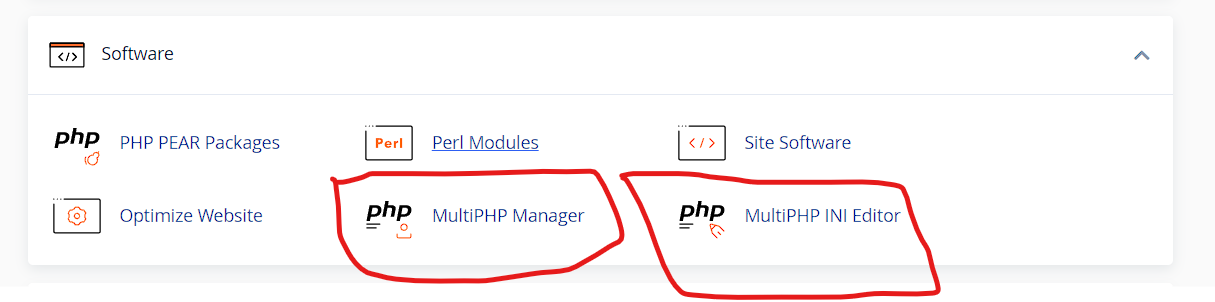 </> Software
php PHP PEAR Packages
Perl Perl Modules
</> Site Software
Optimize Website
php MultiPHP Manager
php MultiPHP INI Editor